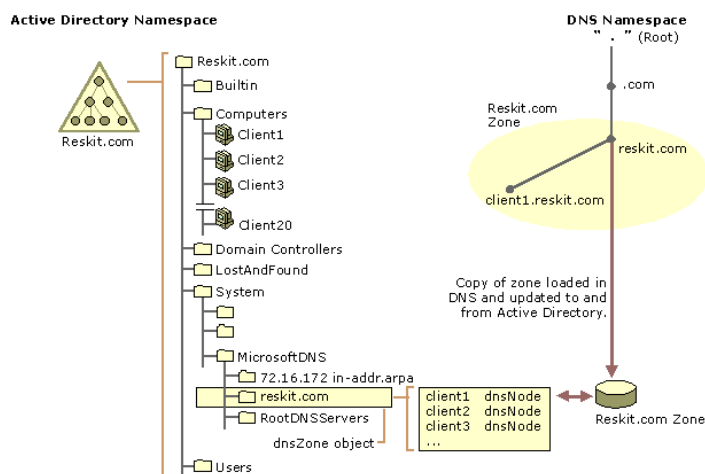 Active Directory Namespace
DNS Namespace
" . " (Root)
Reskit.com
Builtin
.com
Computers
Reskit.com
Zone
Client1
Reskit.com
reskit.com
Client2
Client3
client1.reskit.com
Client20
Domain Controllers
LostAndFound
System
Copy of zone loaded in
DNS and updated to and
from Active Directory.
MicrosoftDNS
72.16.172 in-addr.arpa
reskit.com
client1 dnsNode
client2 dnsNode
client3 dnsNode
...
RootDNSServers
Reskit.com Zone
dnsZone object
Users